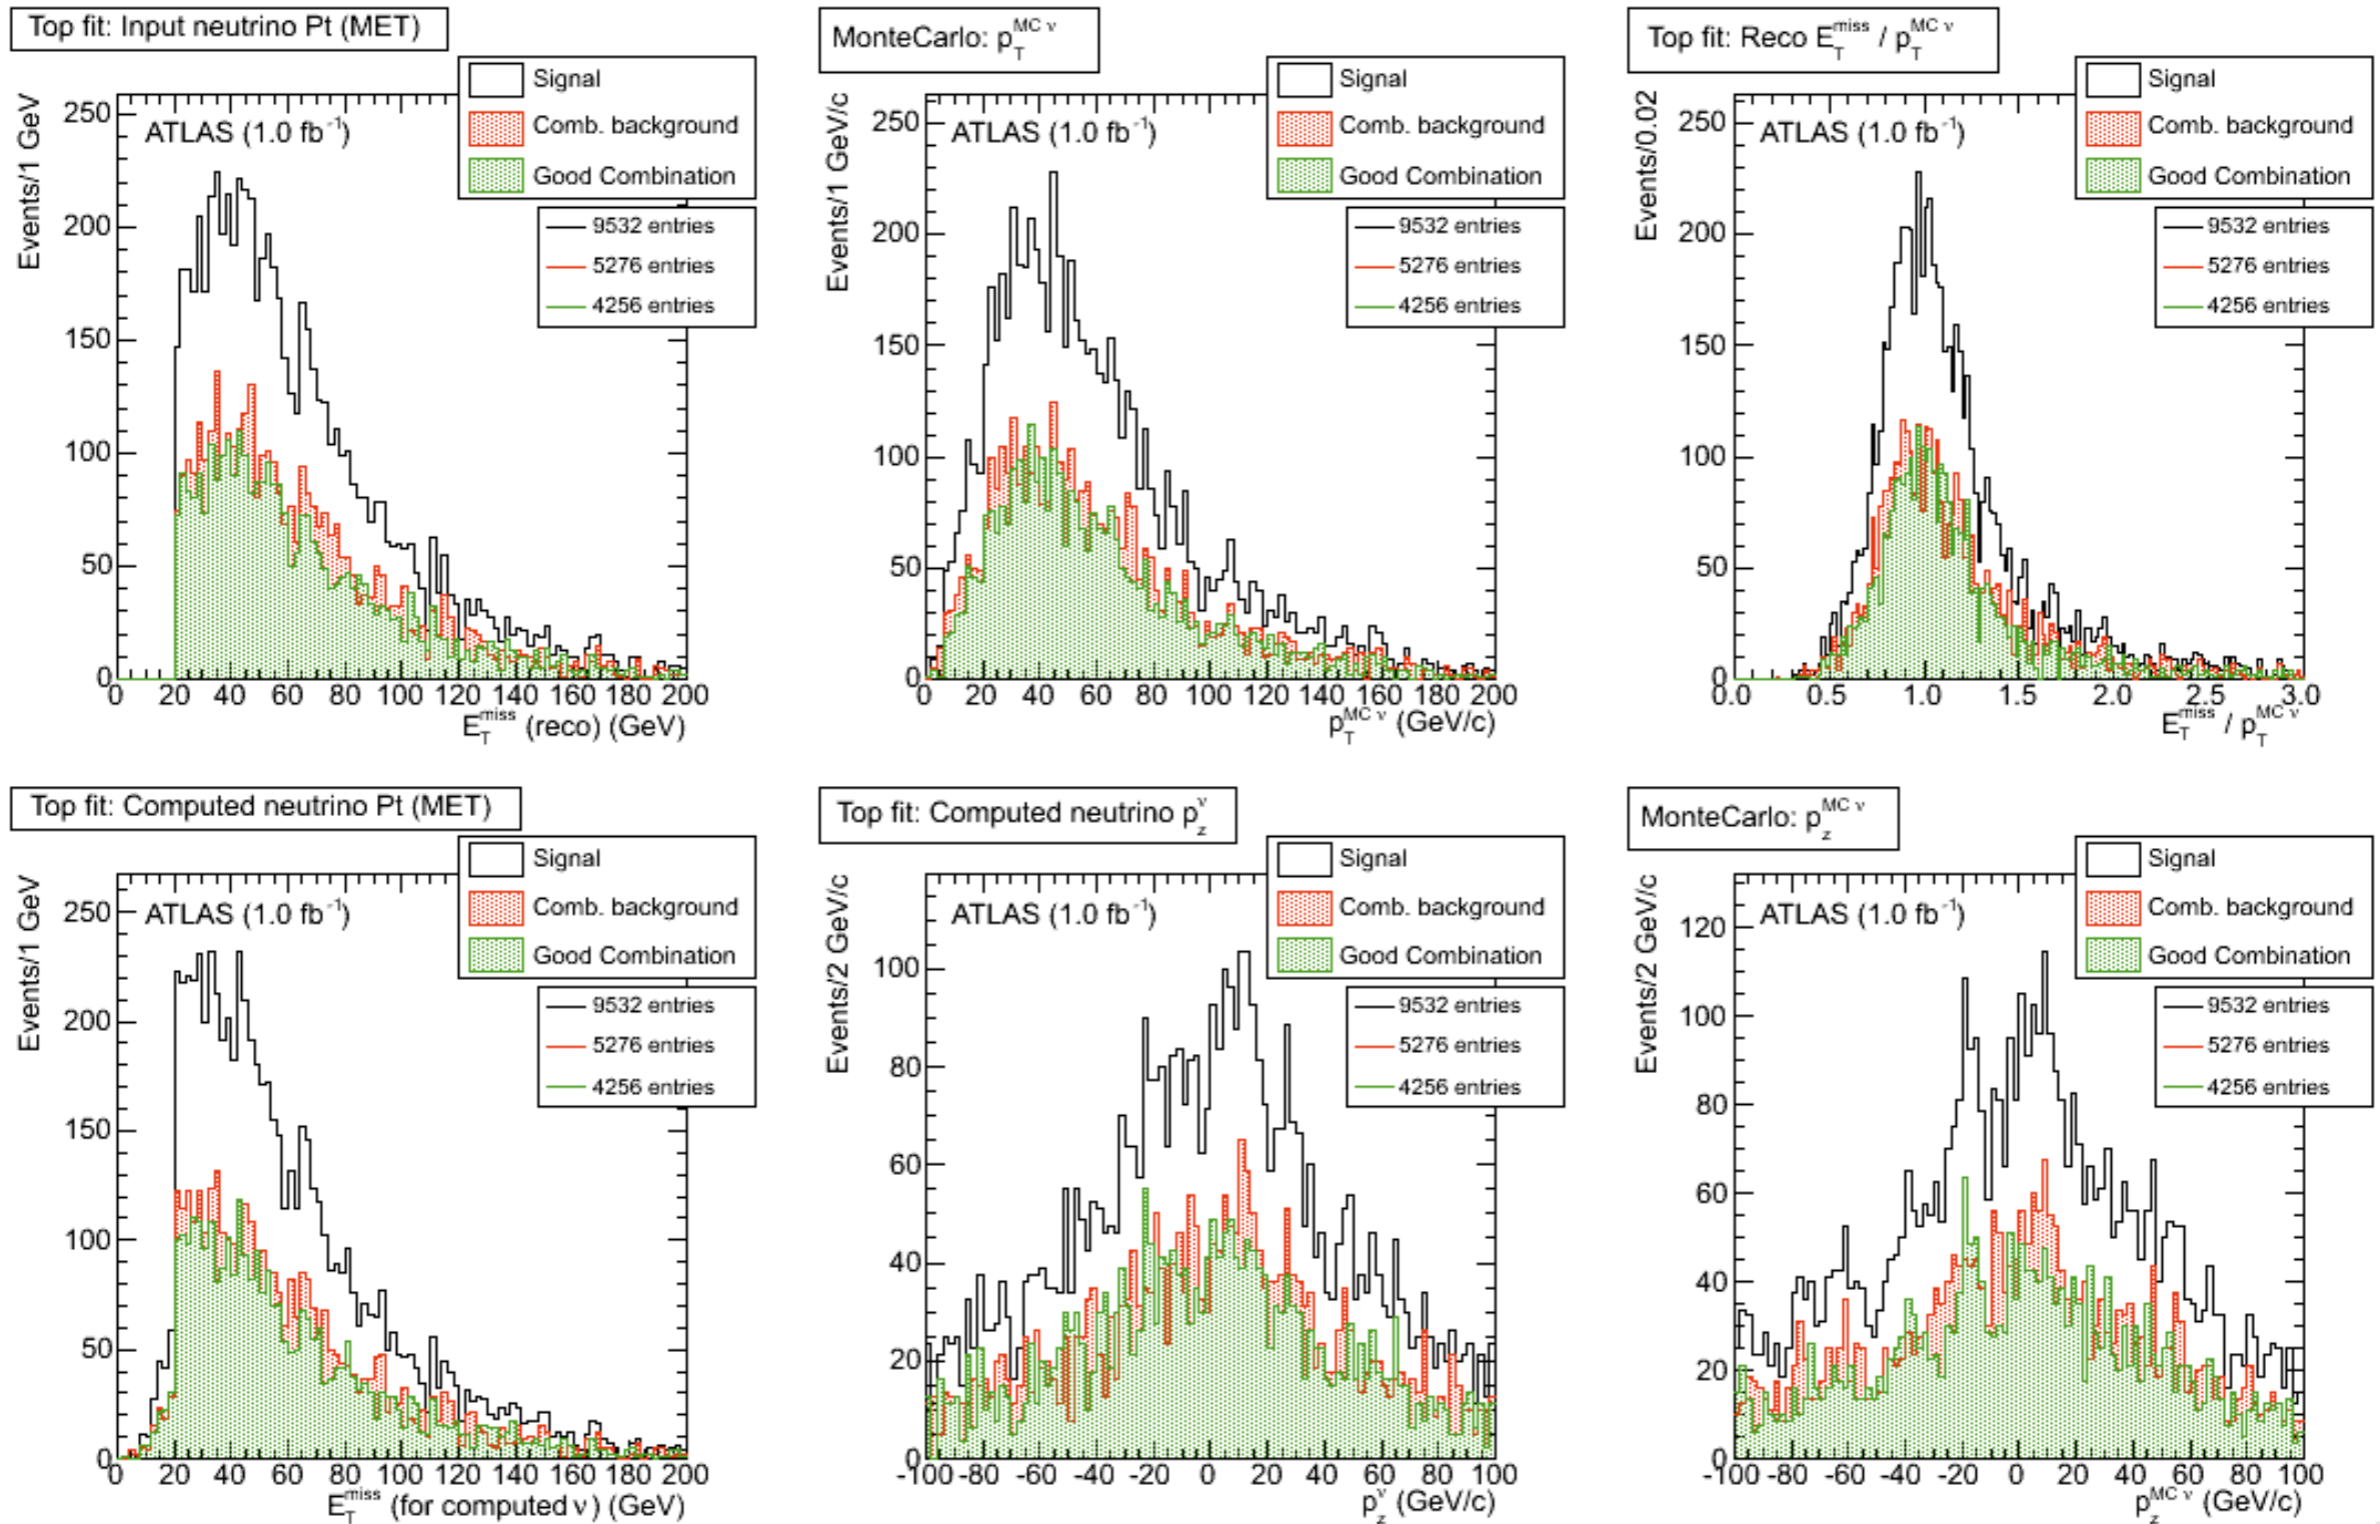 Top fit: Input neutrino Pt (MET)
Signal
Comb. background
Good Combination
9532 entries
5276 entries
4256 entries
ATLAS (1.0 fb⁻¹)
Events/1 GeV
250
200
150
100
50
0
0 20 40 60 80 100 120 140 160 180 200
E_T^miss (reco) (GeV)
MonteCarlo: p_T^MC ν
Signal
Comb. background
Good Combination
9532 entries
5276 entries
4256 entries
ATLAS (1.0 fb⁻¹)
Events/1 GeV/c
250
200
150
100
50
0
0 20 40 60 80 100 120 140 160 180 200
p_T^MC ν (GeV/c)
Top fit: Reco E_T^miss / p_T^MC ν
Signal
Comb. background
Good Combination
9532 entries
5276 entries
4256 entries
ATLAS (1.0 fb⁻¹)
Events/0.02
250
200
150
100
50
0
0.0 0.5 1.0 1.5 2.0 2.5 3.0
E_T^miss / p_T^MC ν
Top fit: Computed neutrino Pt (MET)
Signal
Comb. background
Good Combination
9532 entries
5276 entries
4256 entries
ATLAS (1.0 fb⁻¹)
Events/1 GeV
250
200
150
100
50
0
0 20 40 60 80 100 120 140 160 180 200
E_T^miss (for computed ν) (GeV)
Top fit: Computed neutrino p_z^ν
Signal
Comb. background
Good Combination
9532 entries
5276 entries
4256 entries
ATLAS (1.0 fb⁻¹)
Events/2 GeV/c
100
80
60
40
20
0
-100 -80 -60 -40 -20 0 20 40 60 80 100
p_z^ν (GeV/c)
MonteCarlo: p_z^MC ν
Signal
Comb. background
Good Combination
9532 entries
5276 entries
4256 entries
ATLAS (1.0 fb⁻¹)
Events/2 GeV/c
120
100
80
60
40
20
0
-100 -80 -60 -40 -20 0 20 40 60 80 100
p_z^MC ν (GeV/c)